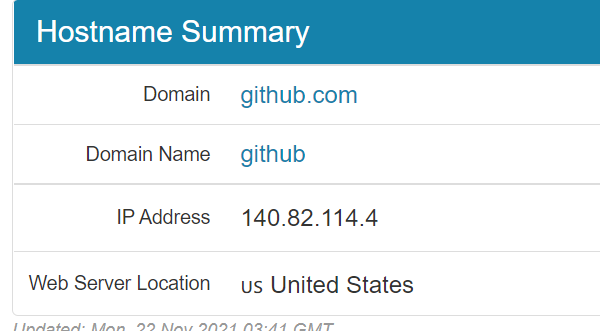 Hostname Summary
Domain github.com
Domain Name github
IP Address 140.82.114.4
Web Server Location US United States
Updated: Mon, 22 Nov 2021 03:41 GMT